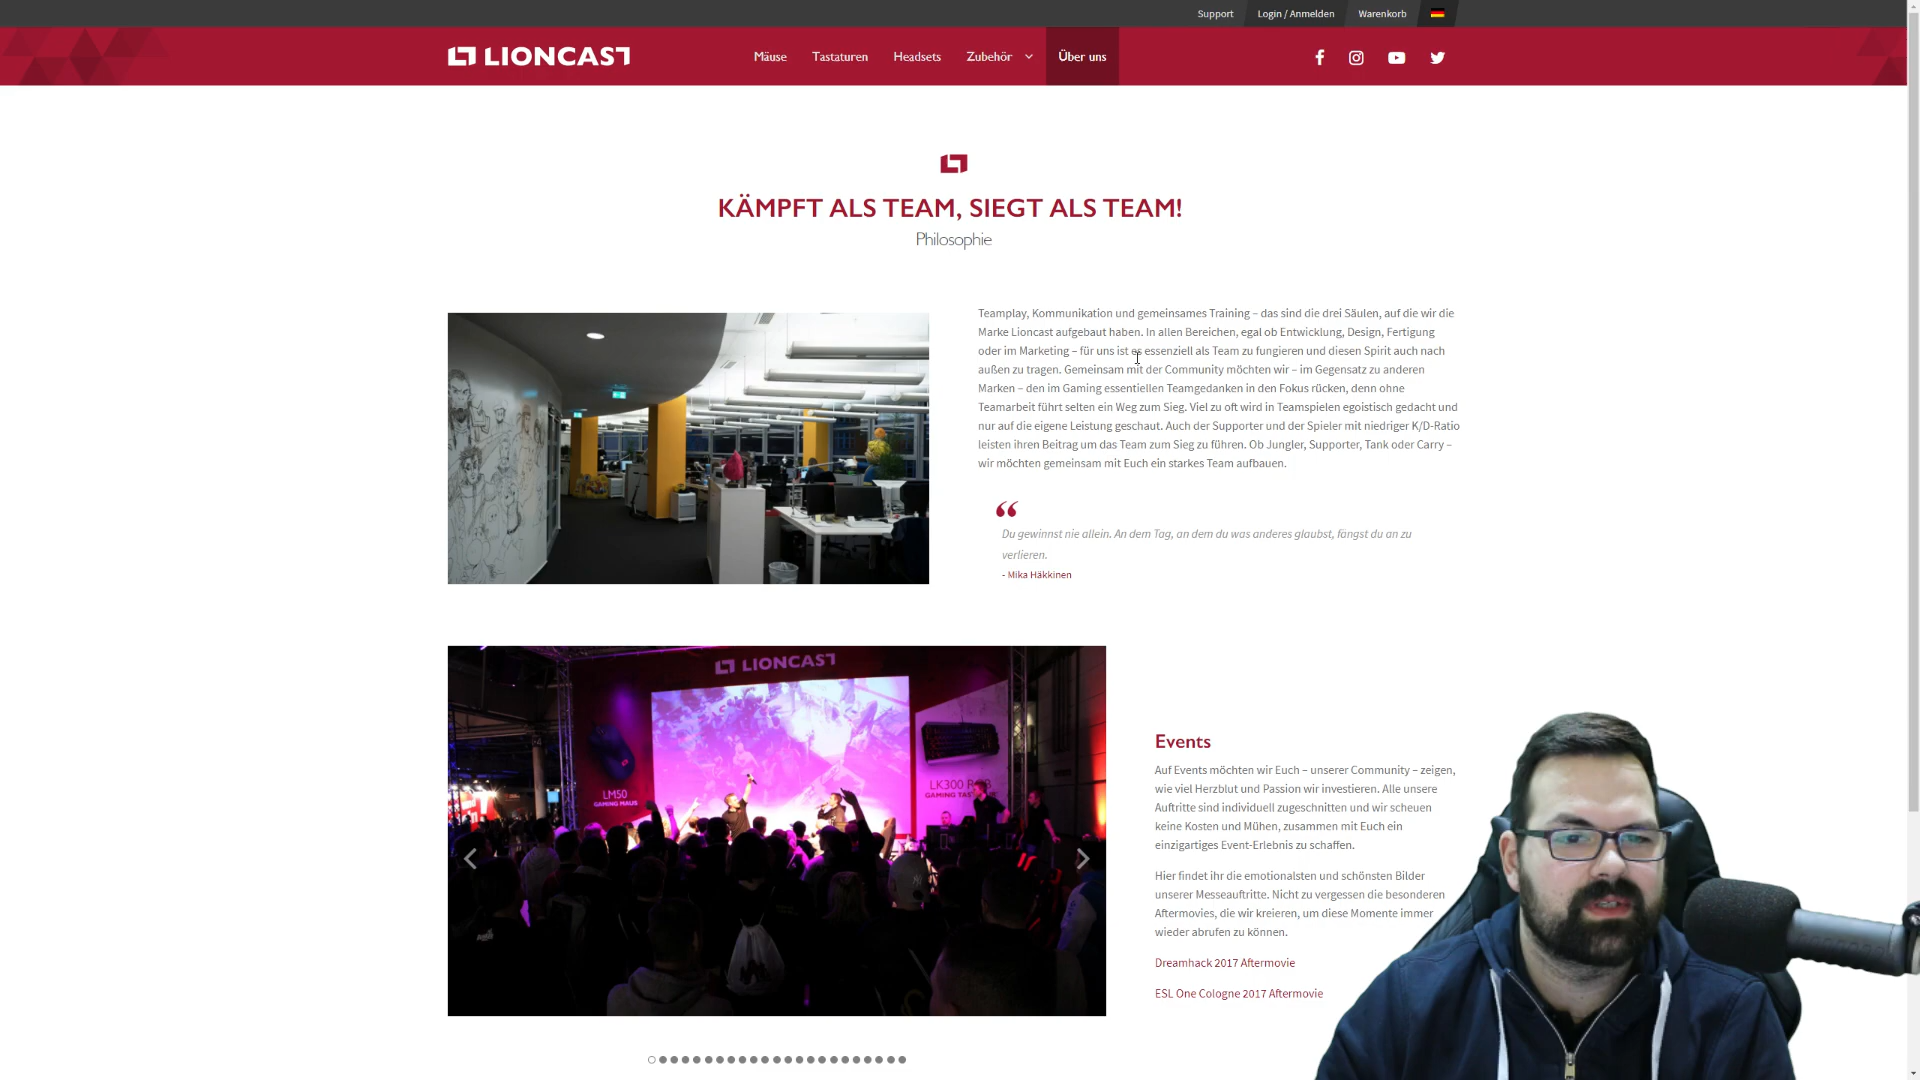 Support Login / Anmelden Warenkorb
LIONCAST Mäuse Tastaturen Headsets Zubehör Über uns
KÄMPFT ALS TEAM, SIEGT ALS TEAM!
Philosophie
Teamplay, Kommunikation und gemeinsames Training – das sind die drei Säulen, auf die wir die
Marke Lioncast aufgebaut haben. In allen Bereichen, egal ob Entwicklung, Design, Fertigung
oder im Marketing – für uns ist es essenziell als Team zu fungieren und diesen Spirit auch nach
außen zu tragen. Gemeinsam mit der Community möchten wir – im Gegensatz zu anderen
Marken – den im Gaming essentiellen Teamgedanken in den Fokus rücken, denn ohne
Teamarbeit führt selten ein Weg zum Sieg. Viel zu oft wird in Teamspielen egoistisch gedacht und
nur auf die eigene Leistung geschaut. Auch der Supporter und der Spieler mit niedriger K/D-Ratio
leisten ihren Beitrag um das Team zum Sieg zu führen. Ob Jungler, Supporter, Tank oder Carry –
wir möchten gemeinsam mit Euch ein starkes Team aufbauen.
“
Du gewinnst nie allein. An dem Tag, an dem du was anderes glaubst, fängst du an zu
verlieren.
- Mika Häkkinen
LIONCAST
LM50
GAMING MAUS
LK300 RGB
GAMING
Events
Auf Events möchten wir Euch – unserer Community – zeigen,
wie viel Herzblut und Passion wir investieren. Alle unsere
Auftritte sind individuell zugeschnitten und wir scheuen
keine Kosten und Mühen, zusammen mit Euch ein
einzigartiges Event-Erlebnis zu schaffen.
Hier findet ihr die emotionalsten und schönsten Bilder
unserer Messeauftritte. Nicht zu vergessen die besonderen
Aftermovies, die wir kreieren, um diese Momente immer
wieder abrufen zu können.
Dreamhack 2017 Aftermovie
ESL One Cologne 2017 Aftermovie